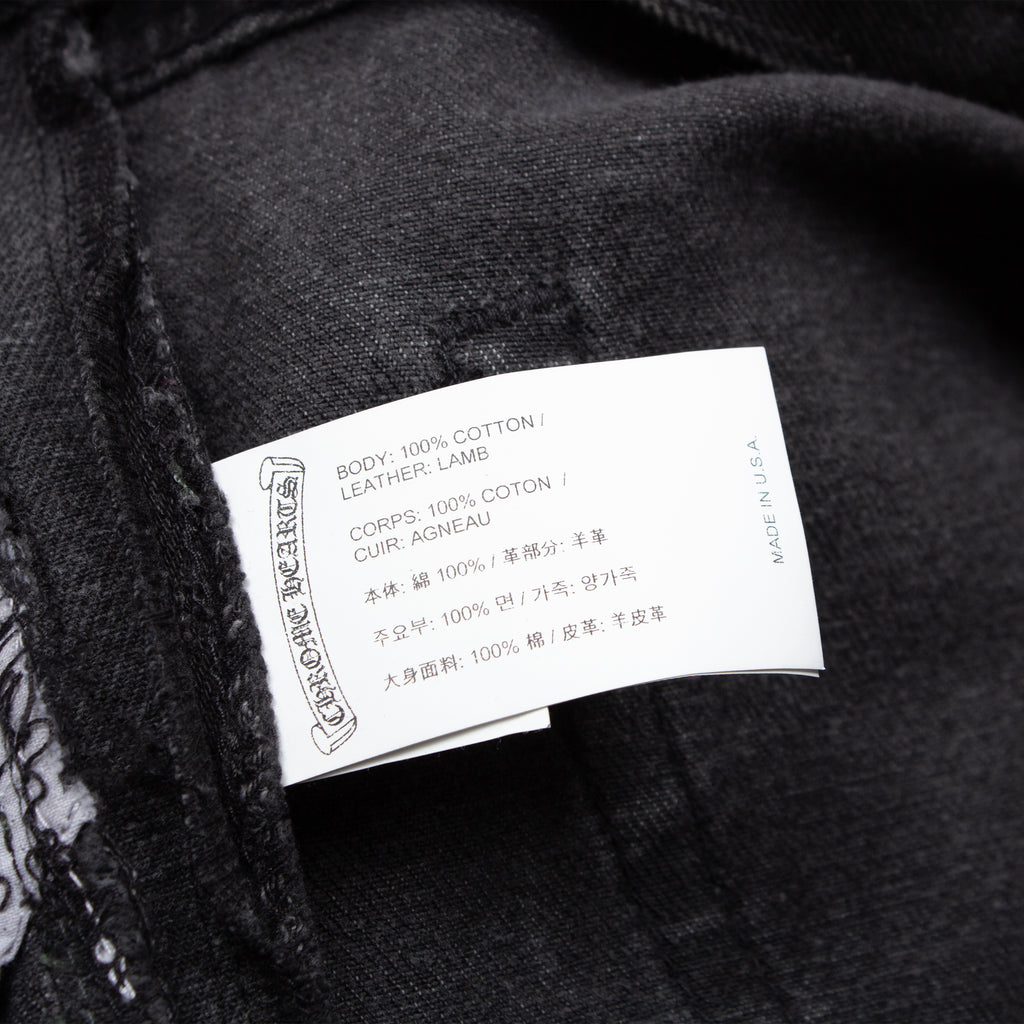 CHROME HEARTS
BODY: 100% COTTON /
LEATHER: LAMB
CORPS: 100% COTON /
CUIR: AGNEAU
本体: 綿 100% / 革部分: 羊革
주요부: 100% 면 / 가죽: 양가죽
大身面料: 100% 棉 / 皮革: 羊皮革
MADE IN U.S.A.